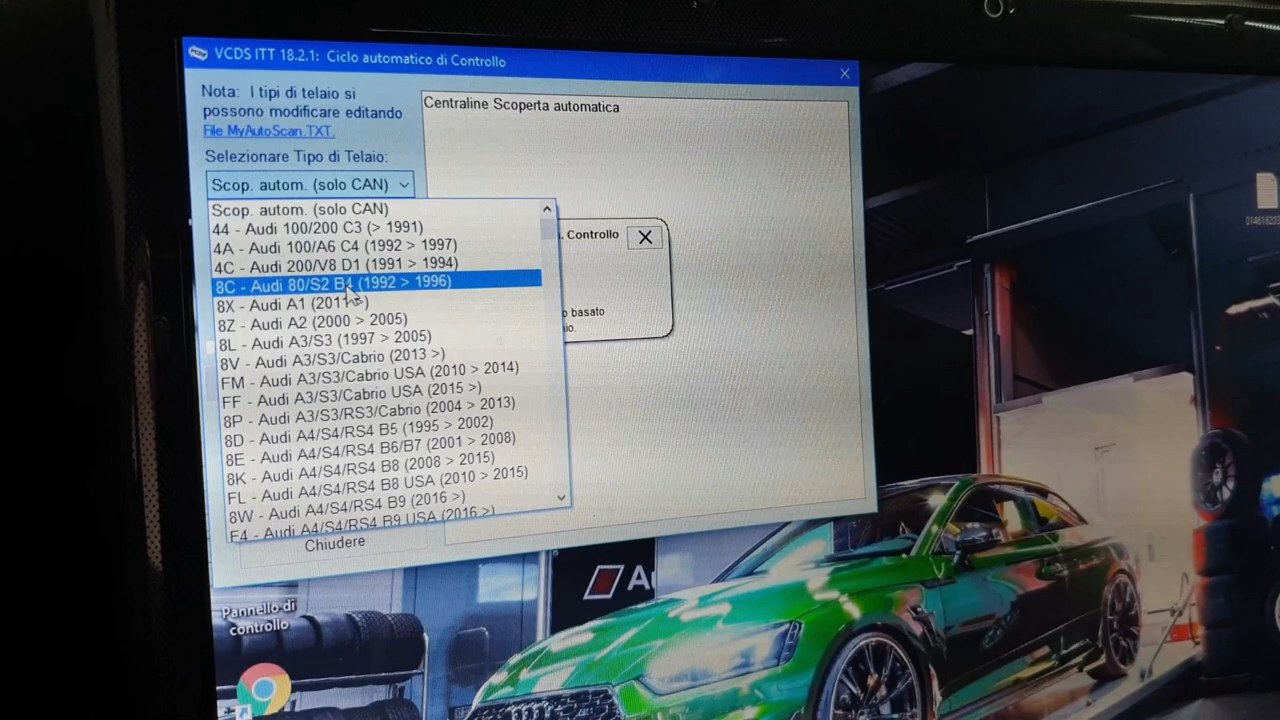 VCDS ITT 18.2.1: Ciclo automatico di Controllo
Nota: I tipi di telaio si
possono modificare editando
File MyAutoScan.TXT.
Selezionare Tipo di Telaio:
Scop. autom. (solo CAN)
Centraline Scoperta automatica
Scop. autom. (solo CAN)
44 - Audi 100/200 C3 (> 1991)
4A - Audi 100/A6 C4 (1992 > 1997)
4C - Audi 200/V8 D1 (1991 > 1994)
8C - Audi 80/S2 B4 (1992 > 1996)
8X - Audi A1 (2011 >)
8Z - Audi A2 (2000 > 2005)
8L - Audi A3/S3 (1997 > 2005)
8V - Audi A3/S3/Cabrio (2013 >)
FM - Audi A3/S3/Cabrio USA (2010 > 2014)
FF - Audi A3/S3/Cabrio USA (2015 >)
8P - Audi A3/S3/RS3/Cabrio (2004 > 2013)
8D - Audi A4/S4/RS4 B5 (1995 > 2002)
8E - Audi A4/S4/RS4 B6/B7 (2001 > 2008)
8K - Audi A4/S4/RS4 B8 (2008 > 2015)
FL - Audi A4/S4/RS4 B8 USA (2010 > 2015)
8W - Audi A4/S4/RS4 B9 (2016 >)
F4 - Audi A4/S4/RS4 B9 USA (2016 >)
. Controllo
o basato
io.
Chiudere
Pannello di
controllo
Au